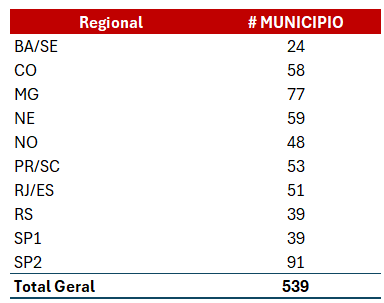 Regional # MUNICIPIO
BA/SE 24
CO 58
MG 77
NE 59
NO 48
PR/SC 53
RJ/ES 51
RS 39
SP1 39
SP2 91
Total Geral 539